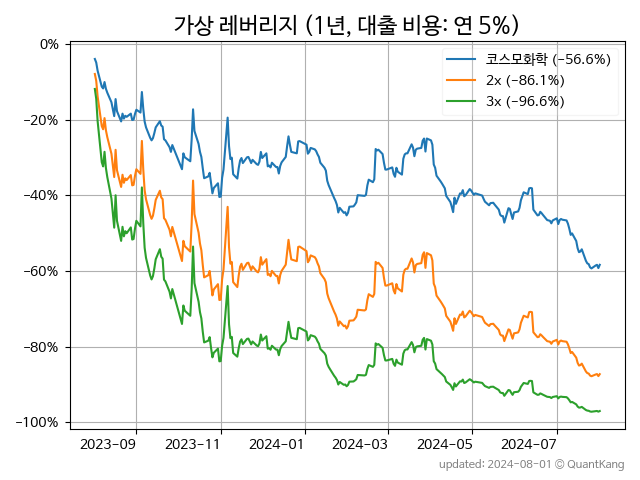 가상 레버리지 (1년, 대출 비용: 연 5%)
코스모화학 (−56.6%)
2x (−86.1%)
3x (−96.6%)
0%
−20%
−40%
−60%
−80%
−100%
2023-09 2023-11 2024-01 2024-03 2024-05 2024-07
updated: 2024-08-01 © QuantKang